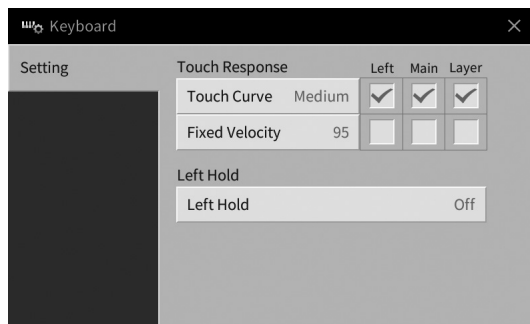 Keyboard
Setting
Touch Response Left Main Layer
Touch Curve Medium
Fixed Velocity 95
Left Hold
Left Hold Off